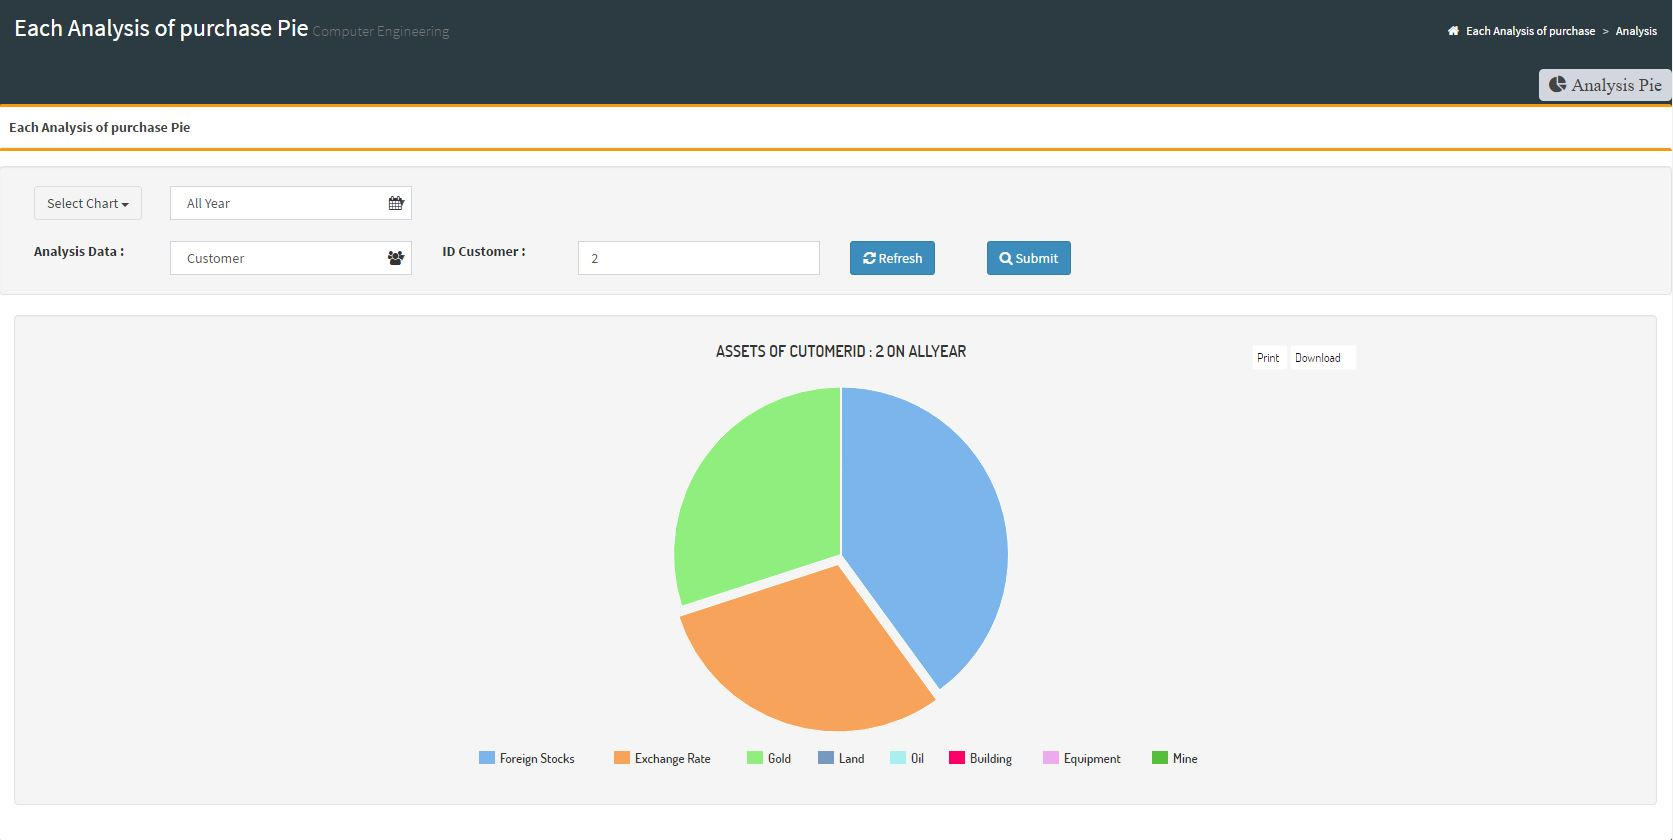 Each Analysis of purchase Pie Computer Engineering
Each Analysis of purchase > Analysis
Analysis Pie
Each Analysis of purchase Pie
Select Chart All Year
Analysis Data : Customer ID Customer : 2 Refresh Submit
ASSETS OF CUTOMERID : 2 ON ALLYEAR
Print Download
Foreign Stocks Exchange Rate Gold Land Oil Building Equipment Mine